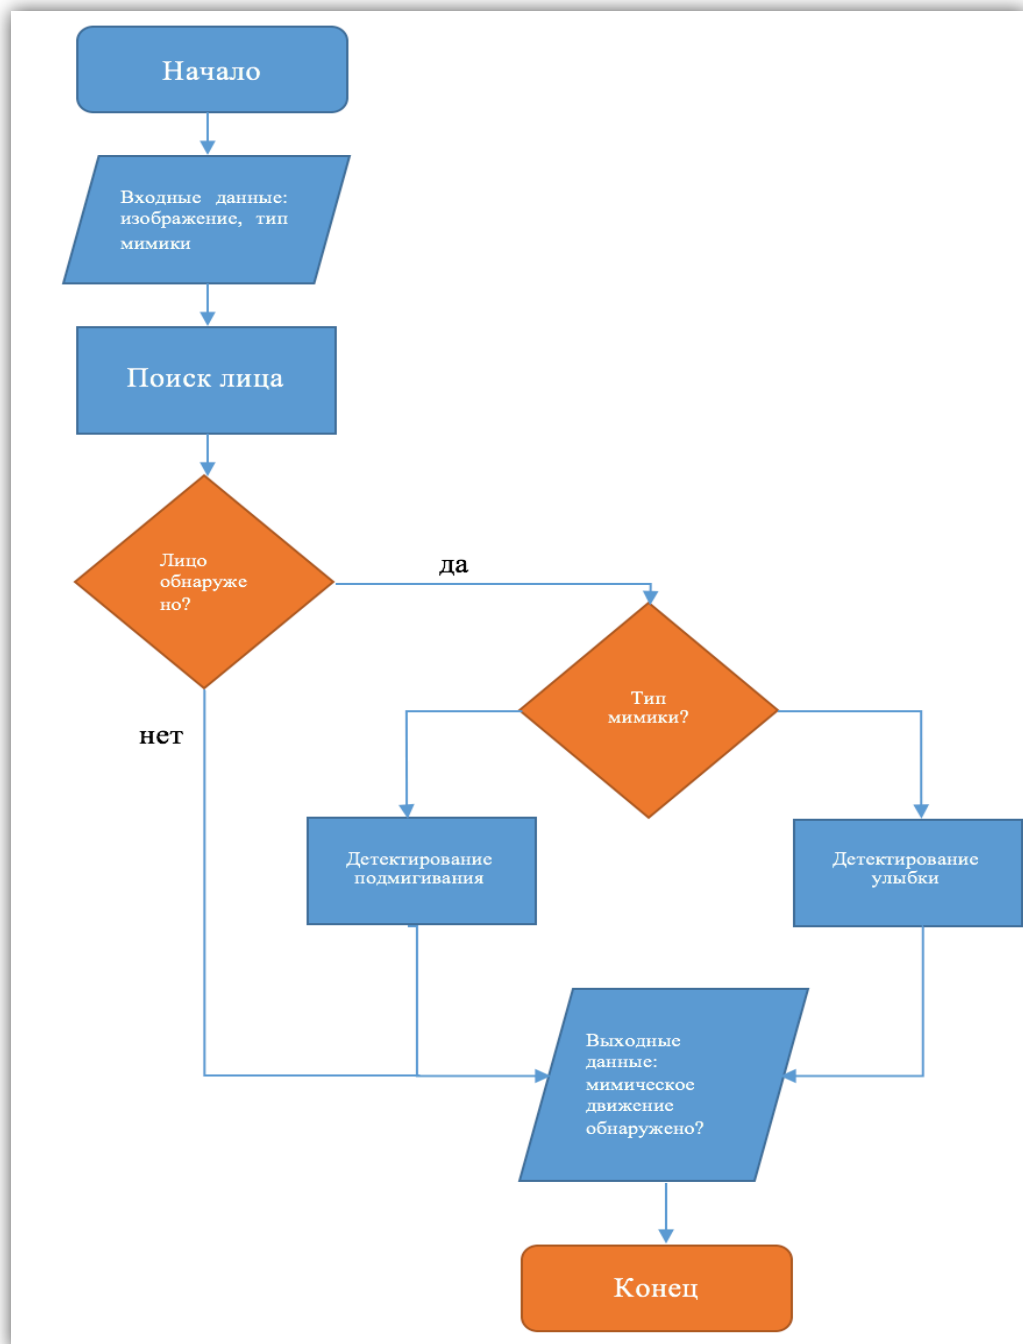 Начало
Входные данные:
изображение, тип
мимики
Поиск лица
Лицо
обнаруже
но?
да
Тип
мимики?
нет
Детектирование
подмигивания
Детектирование
улыбки
Выходные
данные:
мимическое
движение
обнаружено?
Конец